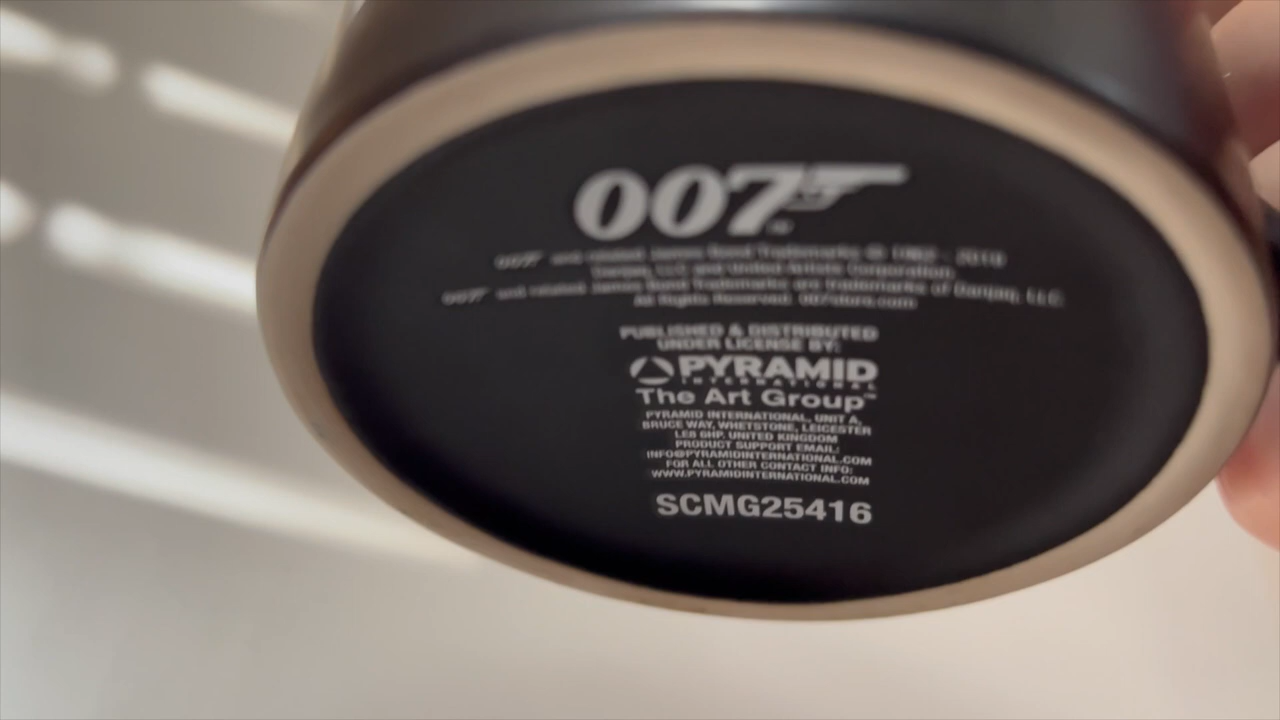 007™
007 and related James Bond Trademarks © 1962 - 2019
Danjaq, LLC and United Artists Corporation.
007 and related James Bond Trademarks are trademarks of Danjaq, LLC.
All Rights Reserved. 007store.com
PUBLISHED & DISTRIBUTED
UNDER LICENSE BY:
PYRAMID
INTERNATIONAL
The Art Group™
PYRAMID INTERNATIONAL, UNIT A,
BRUCE WAY, WHETSTONE, LEICESTER
LE8 6HP. UNITED KINGDOM
PRODUCT SUPPORT EMAIL:
INFO@PYRAMIDINTERNATIONAL.COM
FOR ALL OTHER CONTACT INFO:
WWW.PYRAMIDINTERNATIONAL.COM
SCMG25416